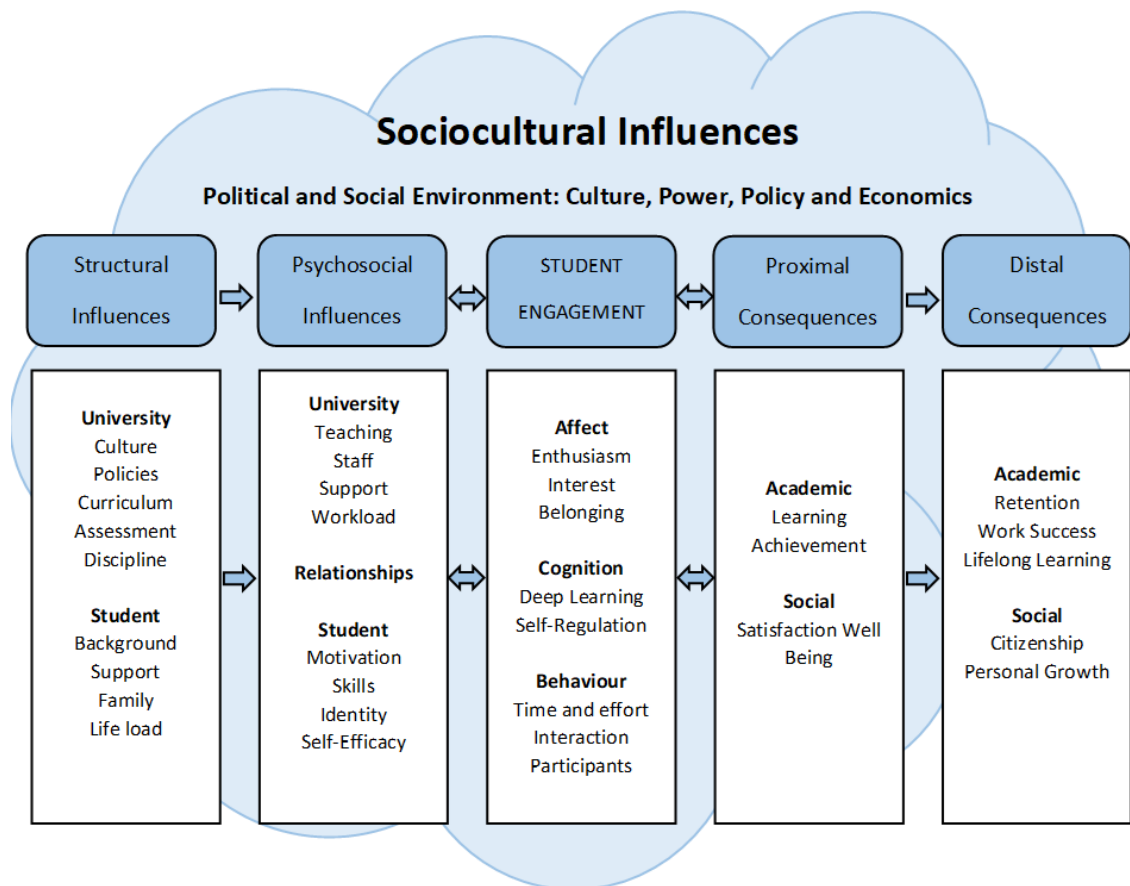 Sociocultural Influences
Political and Social Environment: Culture, Power, Policy and Economics
Structural
Influences
Psychosocial
Influences
STUDENT
ENGAGEMENT
Proximal
Consequences
Distal
Consequences
University
Culture
Policies
Curriculum
Assessment
Discipline
Student
Background
Support
Family
Life load
University
Teaching
Staff
Support
Workload
Relationships
Student
Motivation
Skills
Identity
Self-Efficacy
Affect
Enthusiasm
Interest
Belonging
Cognition
Deep Learning
Self-Regulation
Behaviour
Time and effort
Interaction
Participants
Academic
Learning
Achievement
Social
Satisfaction Well
Being
Academic
Retention
Work Success
Lifelong Learning
Social
Citizenship
Personal Growth